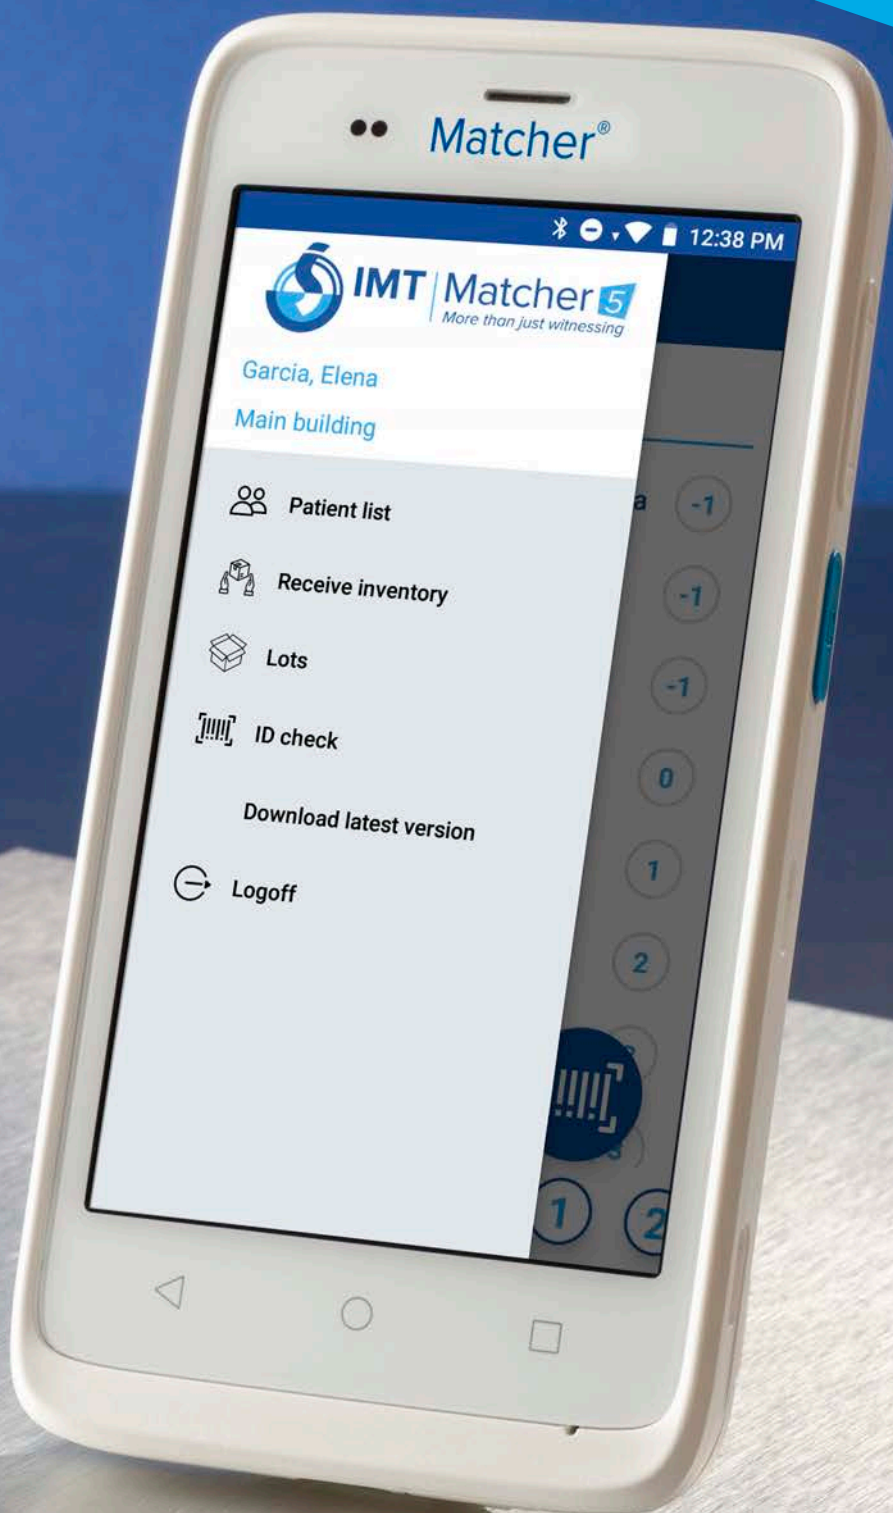 Matcher®
12:38 PM
IMT | Matcher 5
More than just witnessing
Garcia, Elena
Main building
Patient list
a -1
Receive inventory
-1
Lots
-1
ID check
0
Download latest version
1
Logoff
2
3
1 2